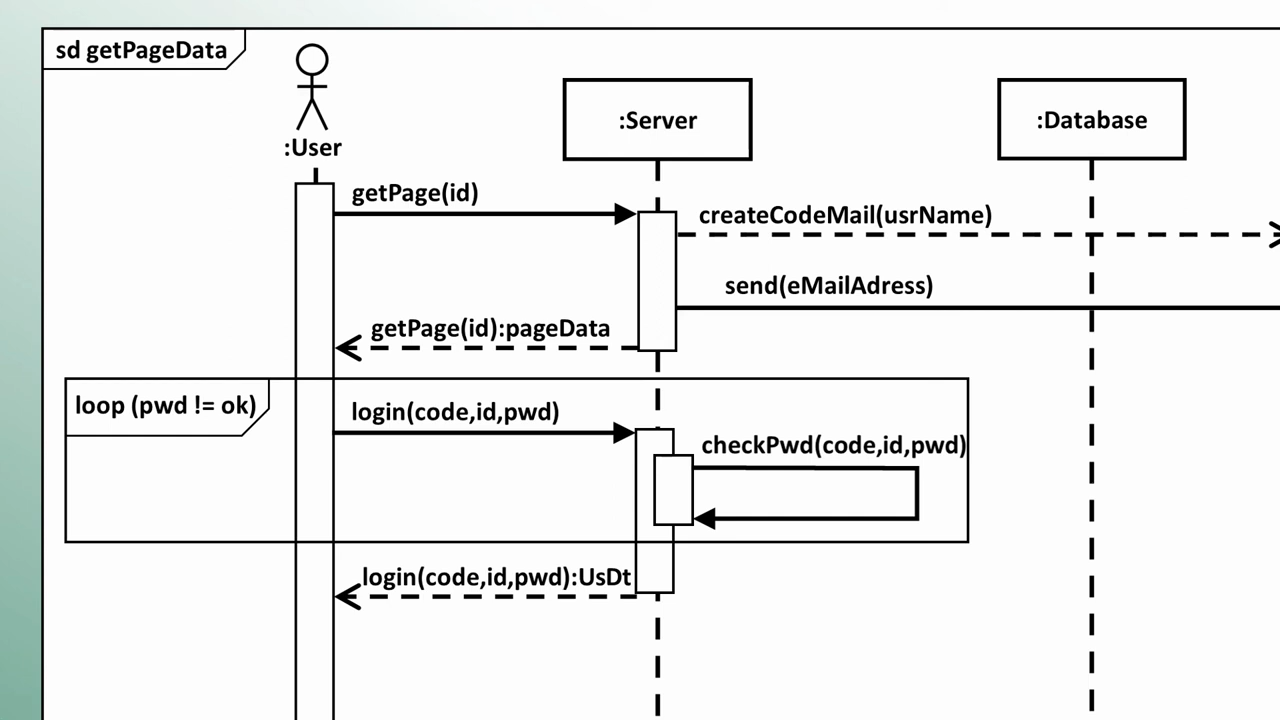 sd getPageData
:User
:Server
:Database
getPage(id)
createCodeMail(usrName)
send(eMailAdress)
getPage(id):pageData
loop (pwd != ok)
login(code,id,pwd)
checkPwd(code,id,pwd)
login(code,id,pwd):UsDt